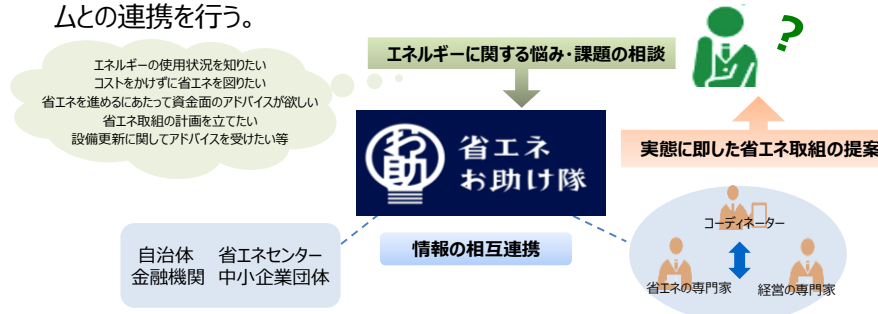 ムとの連携を行う。
エネルギーに関する悩み・課題の相談
?
エネルギーの使用状況を知りたい
コストをかけずに省エネを図りたい
省エネを進めるにあたって資金面のアドバイスが欲しい
省エネ取組の計画を立てたい
設備更新に関してアドバイスを受けたい等
お助
省エネ
お助け隊
実態に即した省エネ取組の提案
コーディネーター
自治体 省エネセンター
金融機関 中小企業団体
情報の相互連携
省エネの専門家 経営の専門家